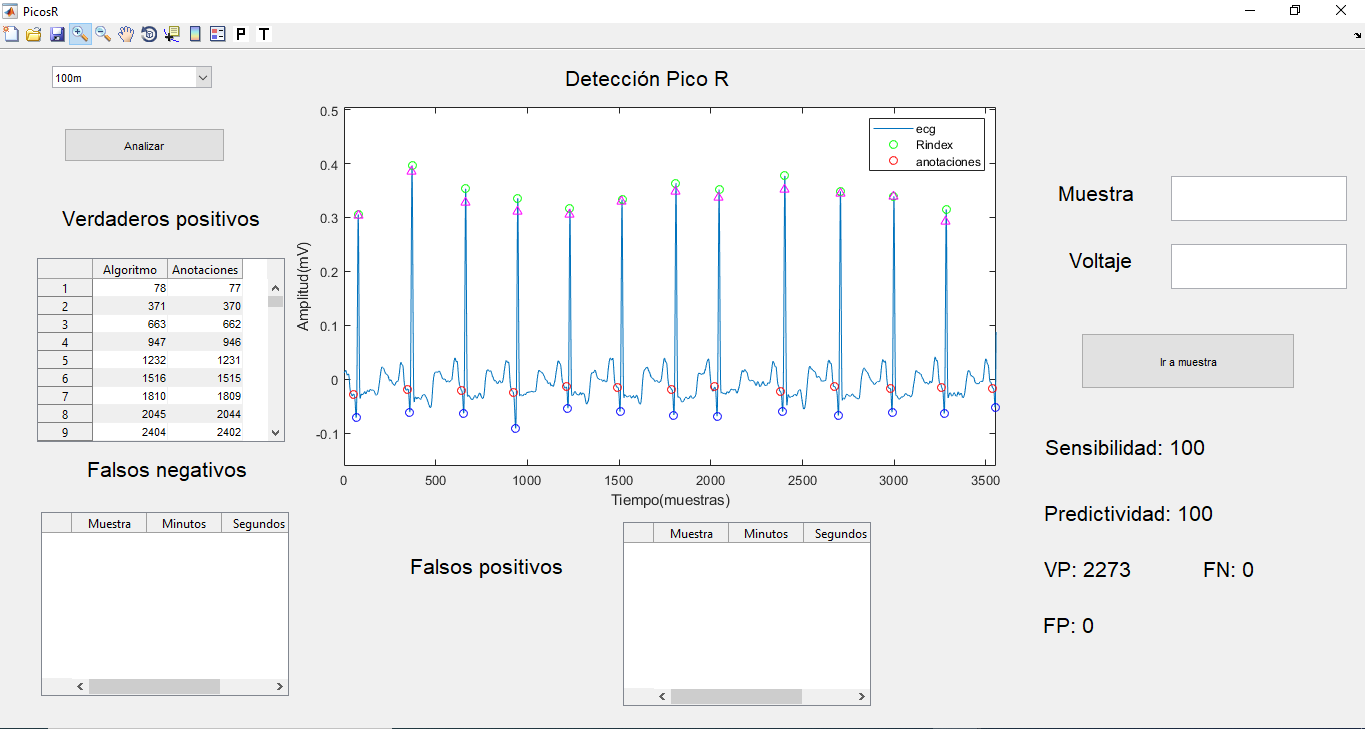 PicosR
P T
100m
Analizar
Verdaderos positivos
Algoritmo Anotaciones
1 78 77
2 371 370
3 663 662
4 947 946
5 1232 1231
6 1516 1515
7 1810 1809
8 2045 2044
9 2404 2402
Falsos negativos
Muestra Minutos Segundos
Detección Pico R
ecg
Rindex
anotaciones
Amplitud(mV)
0.5
0.4
0.3
0.2
0.1
0
-0.1
0 500 1000 1500 2000 2500 3000 3500
Tiempo(muestras)
Falsos positivos
Muestra Minutos Segundos
Muestra
Voltaje
Ir a muestra
Sensibilidad: 100
Predictividad: 100
VP: 2273 FN: 0
FP: 0